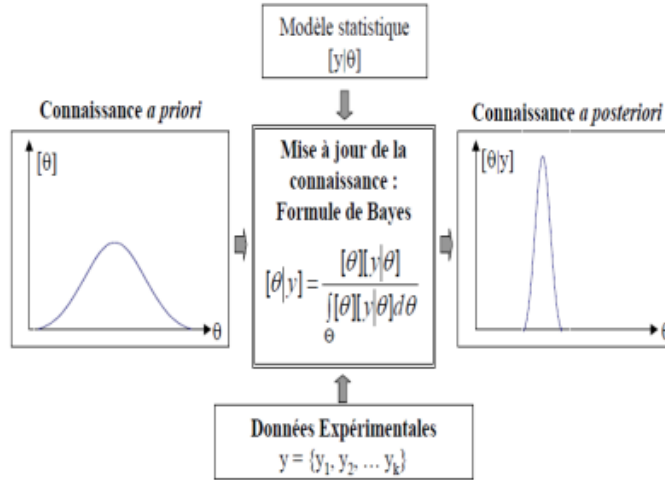 Modèle statistique
[y|θ]
Connaissance a priori
[θ]
θ
Mise à jour de la
connaissance :
Formule de Bayes
[θ|y] = [θ][y|θ] / ∫Θ [θ][y|θ]dθ
Connaissance a posteriori
[θ|y]
θ
Données Expérimentales
y = {y₁, y₂, ... yₖ}